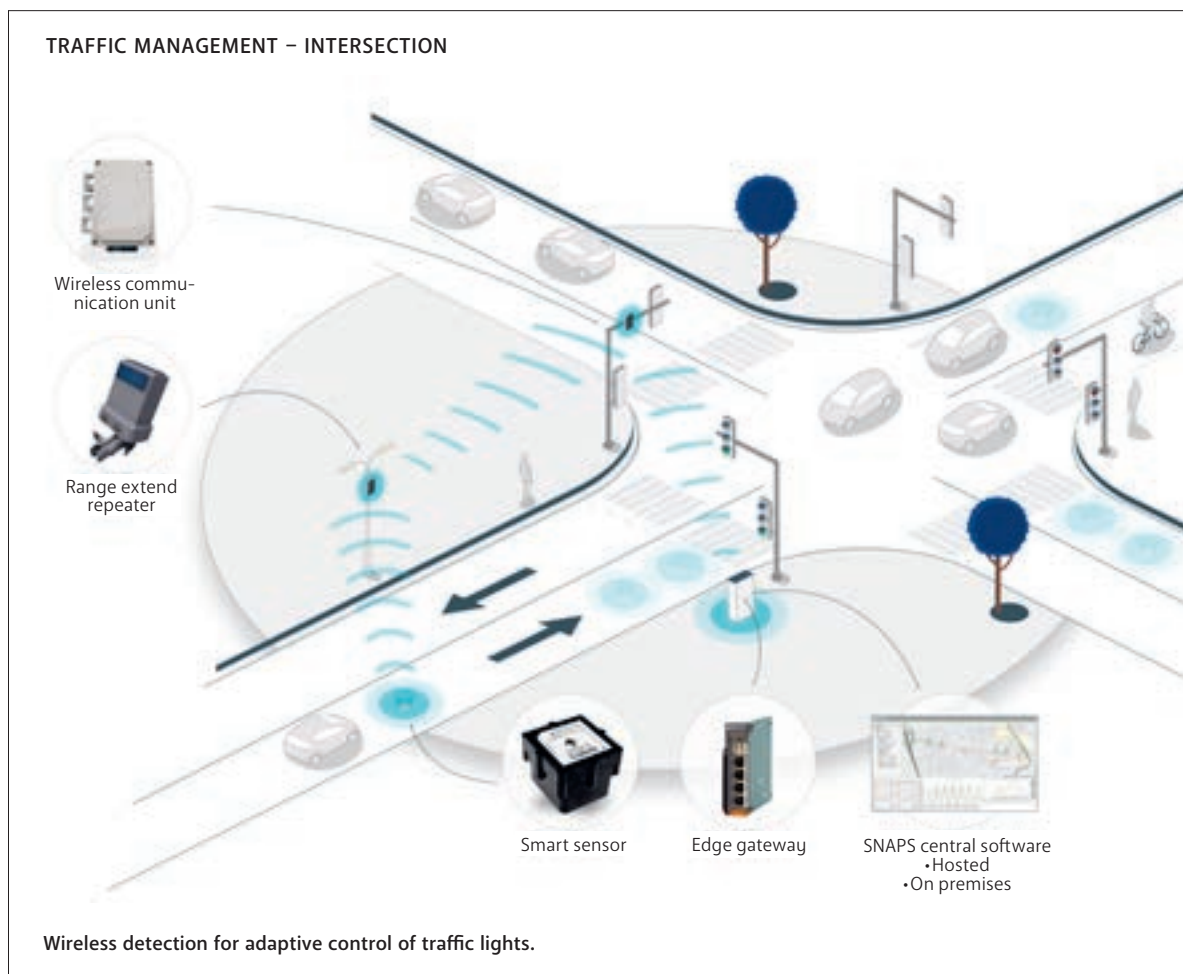 TRAFFIC MANAGEMENT – INTERSECTION
Wireless commu-
nication unit
Range extend
repeater
Smart sensor
Edge gateway
SNAPS central software
•Hosted
•On premises
Wireless detection for adaptive control of traffic lights.